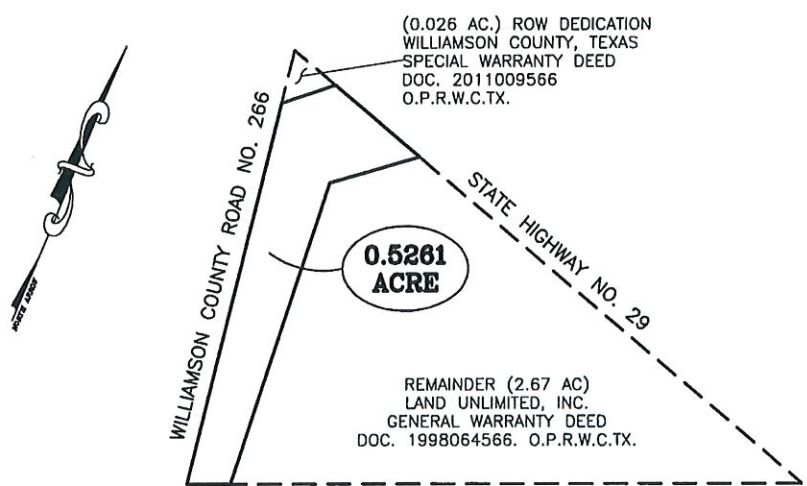 (0.026 AC.) ROW DEDICATION
WILLIAMSON COUNTY, TEXAS
SPECIAL WARRANTY DEED
DOC. 2011009566
O.P.R.W.C.TX.
WILLIAMSON COUNTY ROAD NO. 266
STATE HIGHWAY NO. 29
NORTH ARROW
0.5261
ACRE
REMAINDER (2.67 AC)
LAND UNLIMITED, INC.
GENERAL WARRANTY DEED
DOC. 1998064566. O.P.R.W.C.TX.